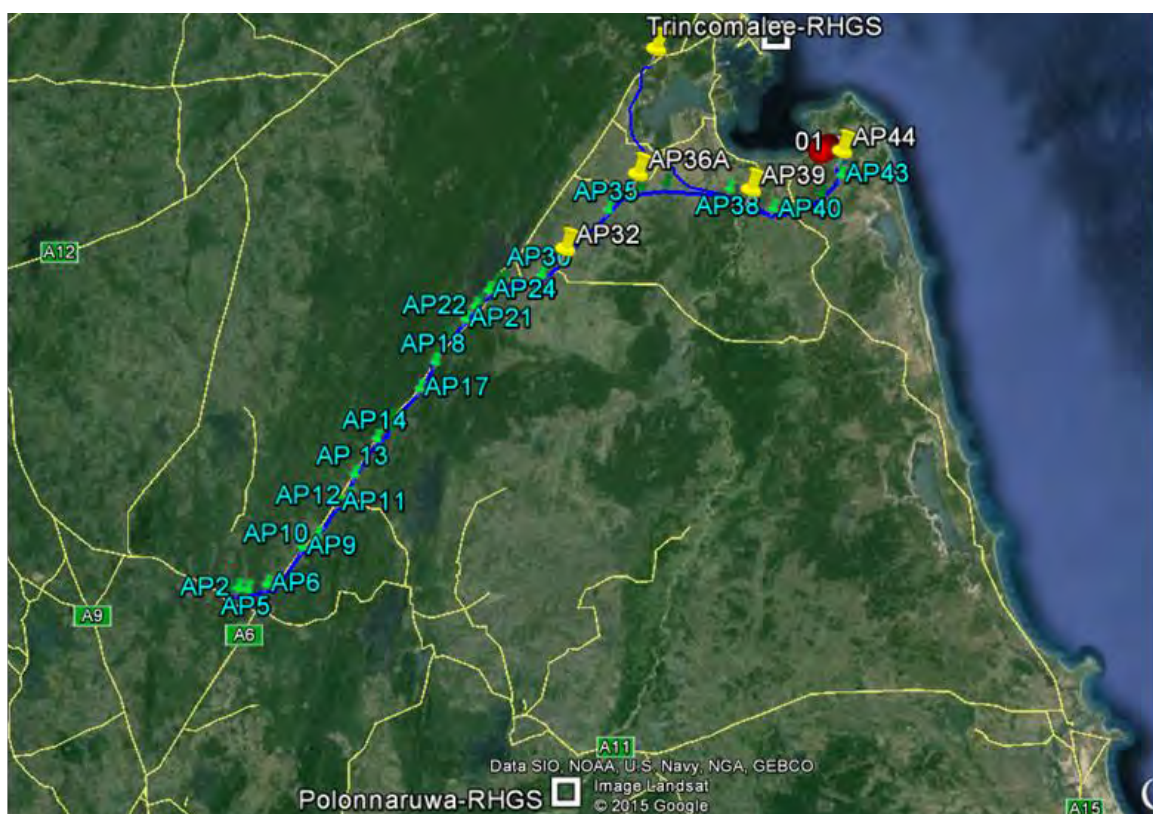 Trincomalee-RHGS
01
AP44
AP36A
AP39
AP43
AP35
AP38
AP40
AP32
A12
AP30
AP24
AP22
AP21
AP18
AP17
AP14
AP 13
AP12
AP11
AP10
AP9
AP2
AP6
AP5
A9
A6
A11
Data SIO, NOAA, U.S. Navy, NGA, GEBCO
Image Landsat
Polonnaruwa-RHGS
© 2015 Google
A15